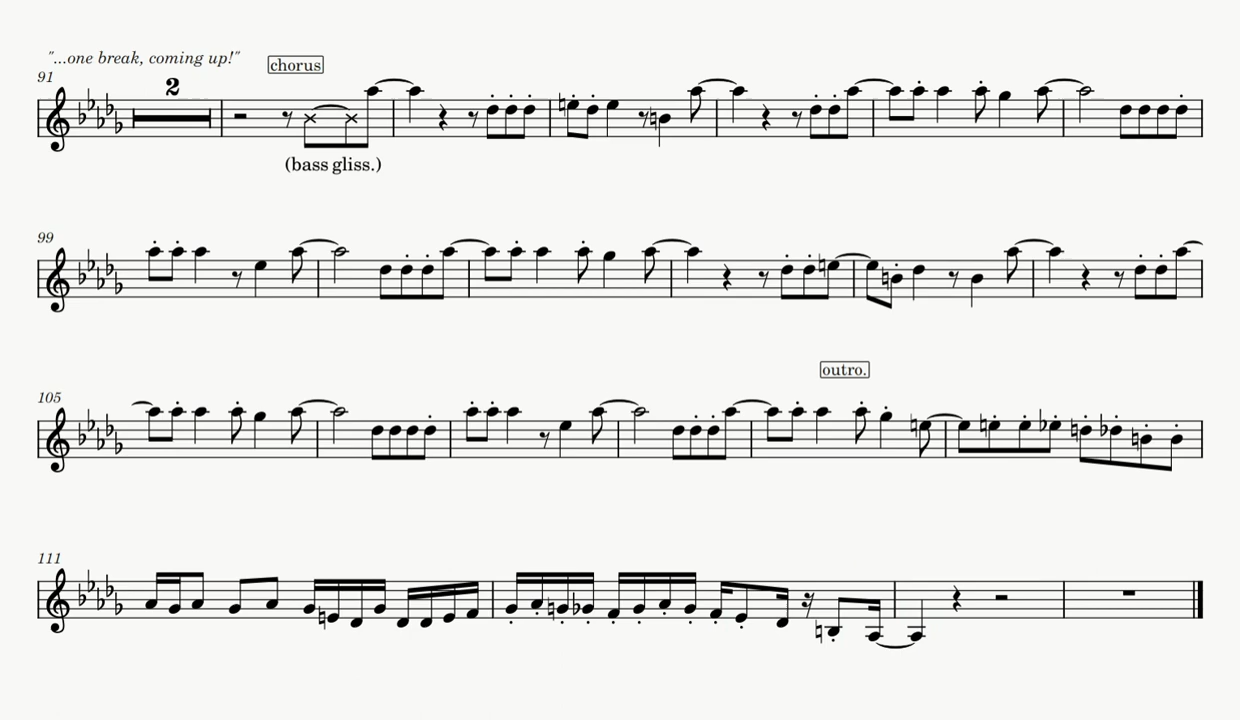 "...one break, coming up!"
chorus
91
2
(bass gliss.)
99
outro.
105
111